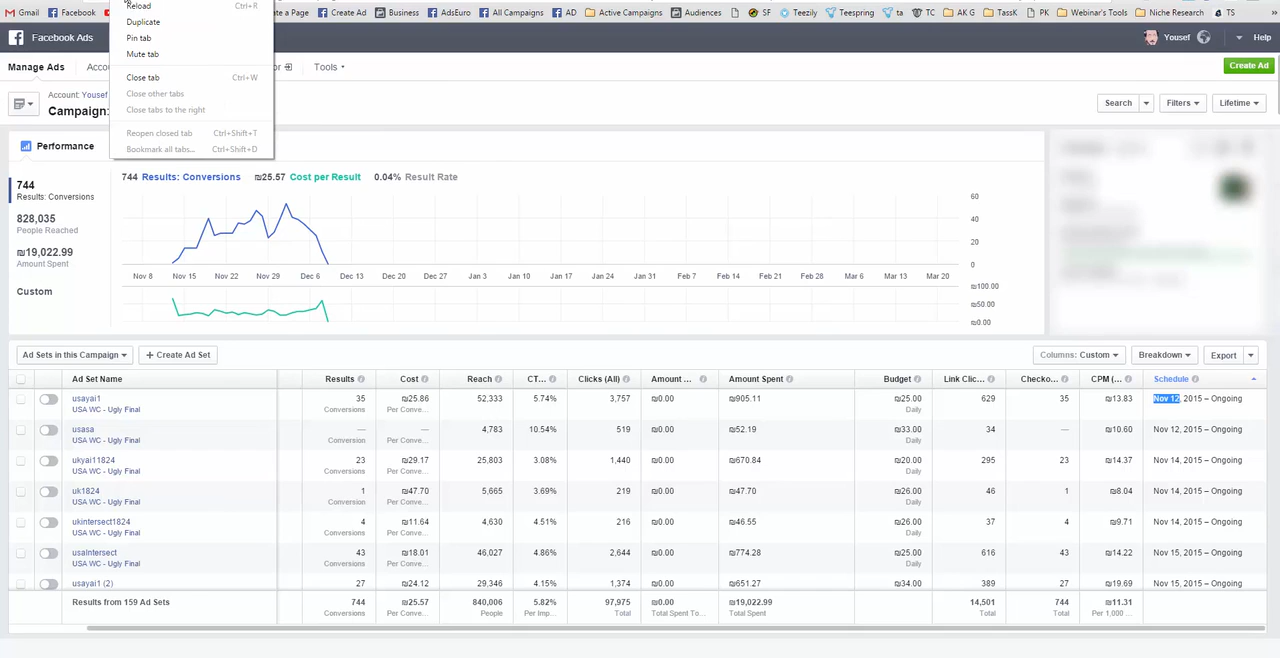 Reload Ctrl+R
Duplicate
Pin tab
Mute tab
Close tab Ctrl+W
Close other tabs
Close tabs to the right
Reopen closed tab Ctrl+Shift+T
Bookmark all tabs... Ctrl+Shift+D
Gmail Facebook te a Page Create Ad Business AdsEuro All Campaigns AD Active Campaigns Audiences SF Teezily Teespring ta TC AK G TassK PK Webinar's Tools Niche Research TS »
Facebook Ads Yousef Help
Manage Ads Accou or Tools
Create Ad
Account: Yousef
Campaign:
Search Filters Lifetime
Performance
744 Results: Conversions ₪25.57 Cost per Result 0.04% Result Rate
744
Results: Conversions
828,035
People Reached
₪19,022.99
Amount Spent
Custom
60
40
20
0
Nov 8 Nov 15 Nov 22 Nov 29 Dec 6 Dec 13 Dec 20 Dec 27 Jan 3 Jan 10 Jan 17 Jan 24 Jan 31 Feb 7 Feb 14 Feb 21 Feb 28 Mar 6 Mar 13 Mar 20
₪100.00
₪50.00
₪0.00
Ad Sets in this Campaign + Create Ad Set Columns: Custom Breakdown Export
Ad Set Name Results Cost Reach CT... Clicks (All) Amount ... Amount Spent Budget Link Clic... Checko... CPM (... Schedule
usayai1 35 ₪25.86 52,333 5.74% 3,757 ₪0.00 ₪905.11 ₪25.00 629 35 ₪13.83 Nov 12, 2015 – Ongoing
USA WC - Ugly Final Conversions Per Conve... Daily
usasa — — 4,783 10.54% 519 ₪0.00 ₪52.19 ₪33.00 34 — ₪10.60 Nov 12, 2015 – Ongoing
USA WC - Ugly Final Conversion Per Conve... Daily
ukyai11824 23 ₪29.17 25,803 3.08% 1,440 ₪0.00 ₪670.84 ₪20.00 295 23 ₪14.37 Nov 14, 2015 – Ongoing
USA WC - Ugly Final Conversions Per Conve... Daily
uk1824 1 ₪47.70 5,665 3.69% 219 ₪0.00 ₪47.70 ₪26.00 46 1 ₪8.04 Nov 14, 2015 – Ongoing
USA WC - Ugly Final Conversion Per Conve... Daily
ukintersect1824 4 ₪11.64 4,630 4.51% 216 ₪0.00 ₪46.55 ₪26.00 37 4 ₪9.71 Nov 14, 2015 – Ongoing
USA WC - Ugly Final Conversions Per Conve... Daily
usaIntersect 43 ₪18.01 46,027 4.86% 2,644 ₪0.00 ₪774.28 ₪25.00 616 43 ₪14.22 Nov 15, 2015 – Ongoing
USA WC - Ugly Final Conversions Per Conve... Daily
usayai1 (2) 27 ₪24.12 29,346 4.15% 1,374 ₪0.00 ₪651.27 ₪34.00 389 27 ₪19.69 Nov 15, 2015 – Ongoing
Results from 159 Ad Sets 744 ₪25.57 840,006 5.82% 97,975 ₪0.00 ₪19,022.99 14,501 744 ₪11.31
Conversions Per Conve... People Per Imp... Total Total Spent To... Total Spent Total Total Per 1,000 ...